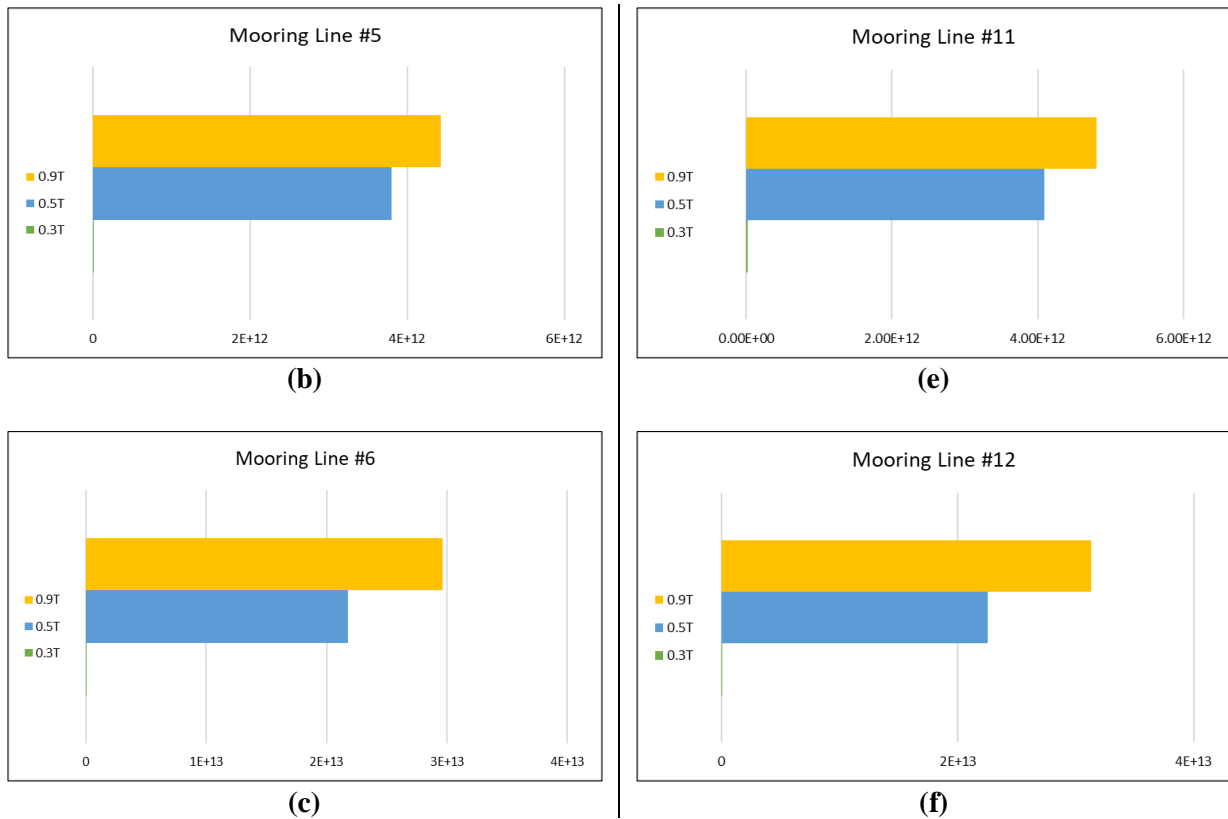 Mooring Line #5
0.9T
0.5T
0.3T
0 2E+12 4E+12 6E+12
(b)
Mooring Line #11
0.9T
0.5T
0.3T
0.00E+00 2.00E+12 4.00E+12 6.00E+12
(e)
Mooring Line #6
0.9T
0.5T
0.3T
0 1E+13 2E+13 3E+13 4E+13
(c)
Mooring Line #12
0.9T
0.5T
0.3T
0 2E+13 4E+13
(f)